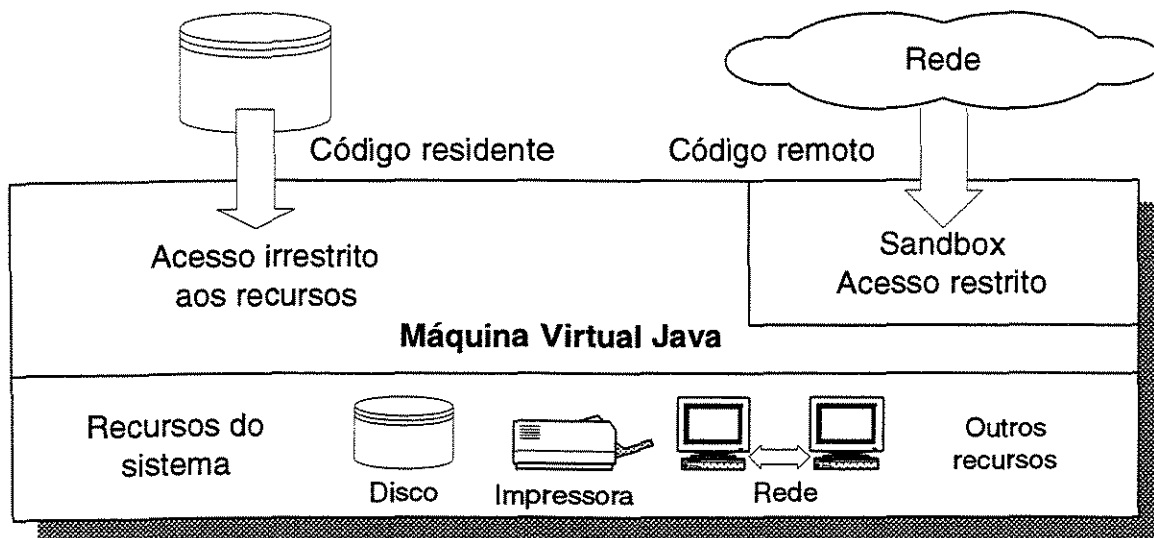 Rede
Código residente
Código remoto
Acesso irrestrito
aos recursos
Sandbox
Acesso restrito
Máquina Virtual Java
Recursos do
sistema
Disco
Impressora
Rede
Outros
recursos